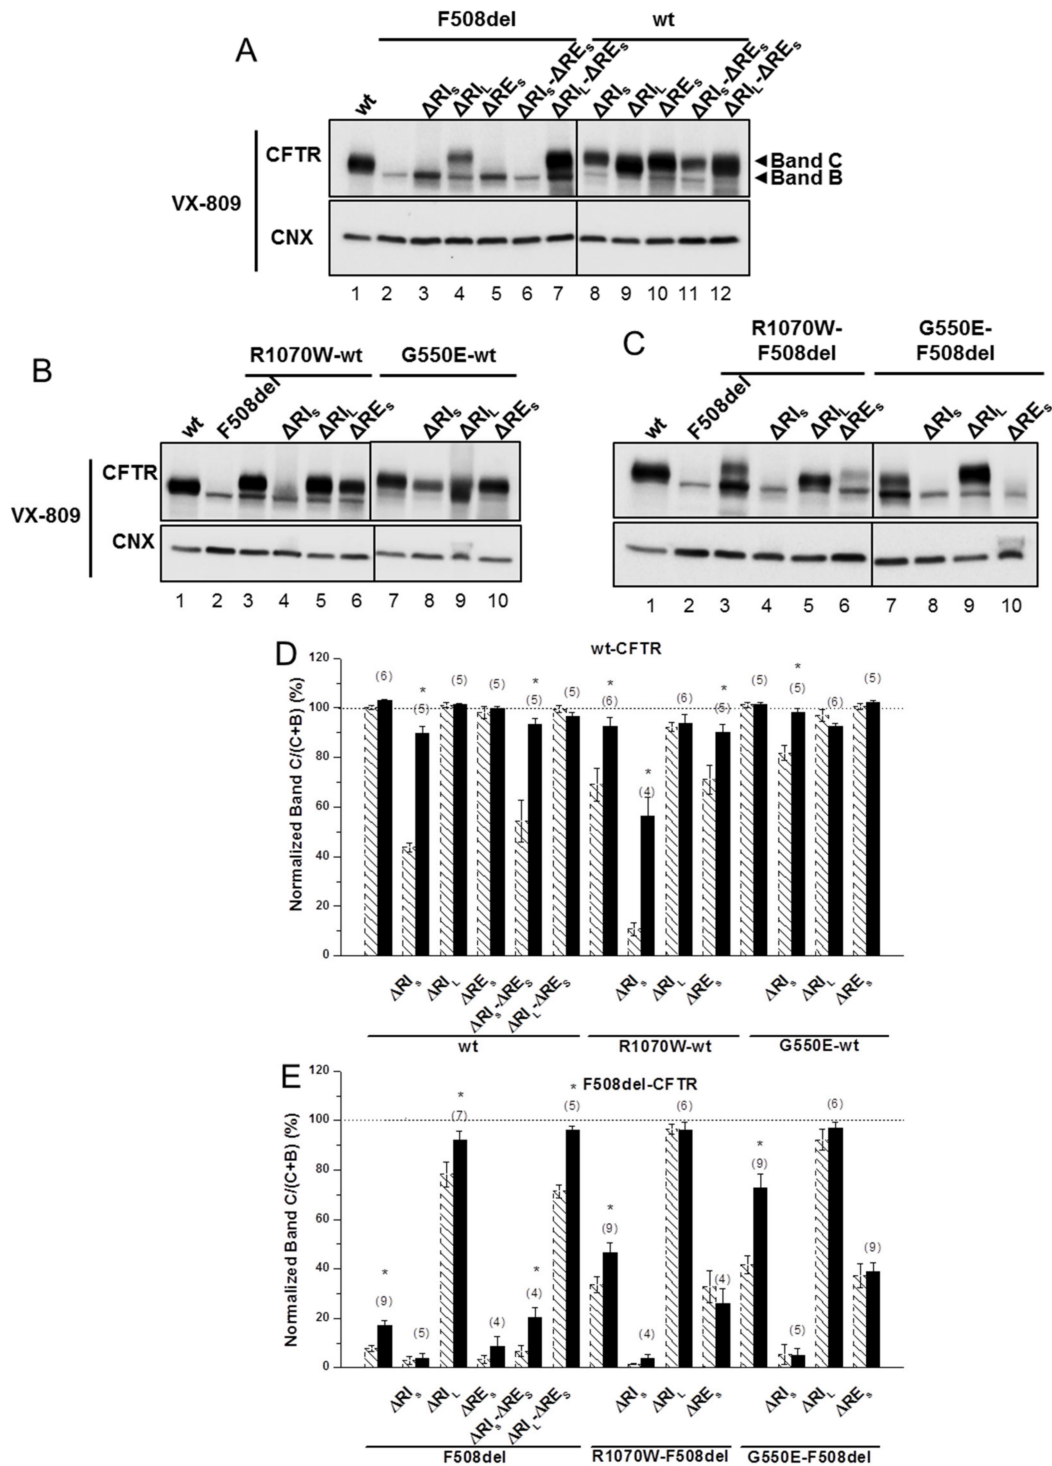 A
F508del
wt
wt
ΔRIs
ΔRIL
ΔREs
ΔRIs-ΔREs
ΔRIL-ΔREs
ΔRIs
ΔRIL
ΔREs
ΔRIs-ΔREs
ΔRIL-ΔREs
VX-809
CFTR
◄Band C
◄Band B
CNX
1 2 3 4 5 6 7 8 9 10 11 12
B
R1070W-wt
G550E-wt
wt
F508del
ΔRIs
ΔRIL
ΔREs
ΔRIs
ΔRIL
ΔREs
VX-809
CFTR
CNX
1 2 3 4 5 6 7 8 9 10
C
R1070W-
F508del
G550E-
F508del
wt
F508del
ΔRIs
ΔRIL
ΔREs
ΔRIs
ΔRIL
ΔREs
1 2 3 4 5 6 7 8 9 10
D
wt-CFTR
Normalized Band C/(C+B) (%)
120
100
80
60
40
20
0
(6)
*
(5)
(5)
(5)
*
(5)
(5)
*
(6)
*
(4)
(6)
*
(5)
(5)
*
(5)
(6)
(5)
ΔRIs
ΔRIL
ΔREs
ΔRIs-ΔREs
ΔRIL-ΔREs
ΔRIs
ΔRIL
ΔREs
ΔRIs
ΔRIL
ΔREs
wt
R1070W-wt
G550E-wt
E
F508del-CFTR
Normalized Band C/(C+B) (%)
120
100
80
60
40
20
0
*
(9)
(5)
*
(7)
(4)
*
(4)
*
(5)
*
(9)
(4)
(6)
(4)
*
(9)
(5)
(6)
(9)
ΔRIs
ΔRIL
ΔREs
ΔRIs-ΔREs
ΔRIL-ΔREs
ΔRIs
ΔRIL
ΔREs
ΔRIs
ΔRIL
ΔREs
F508del
R1070W-F508del
G550E-F508del